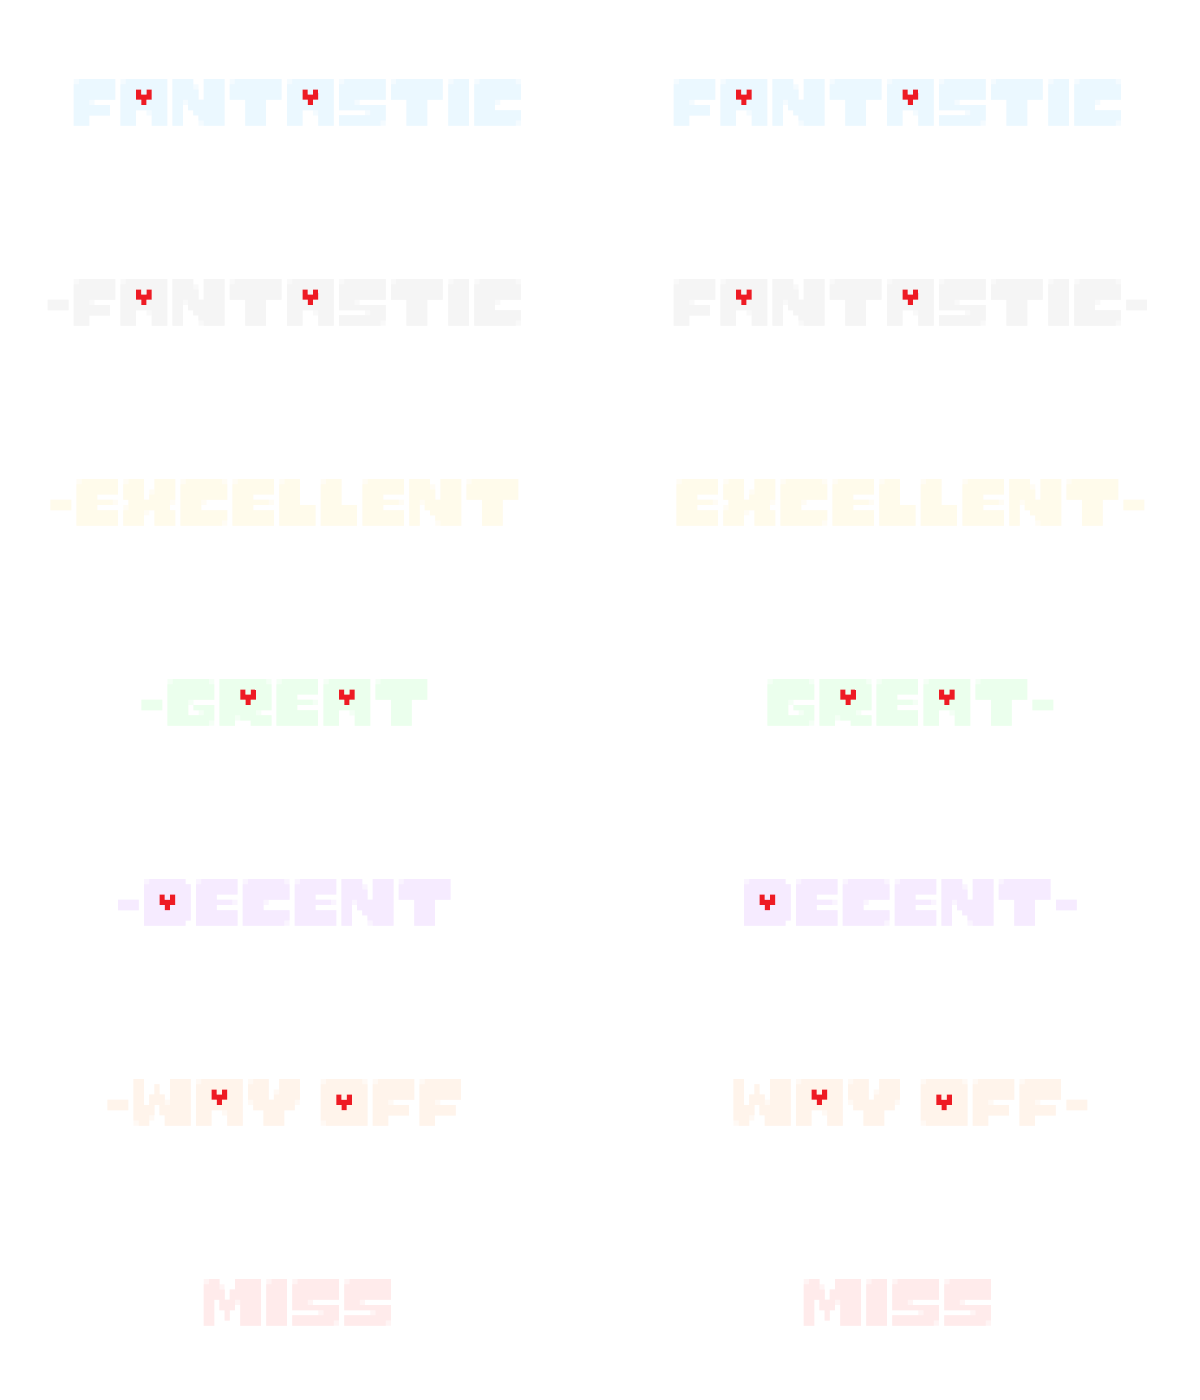 FANTASTIC FANTASTIC
-FANTASTIC FANTASTIC-
-EXCELLENT EXCELLENT-
-GREAT GREAT-
-DECENT DECENT-
-WAY OFF WAY OFF-
MISS MISS